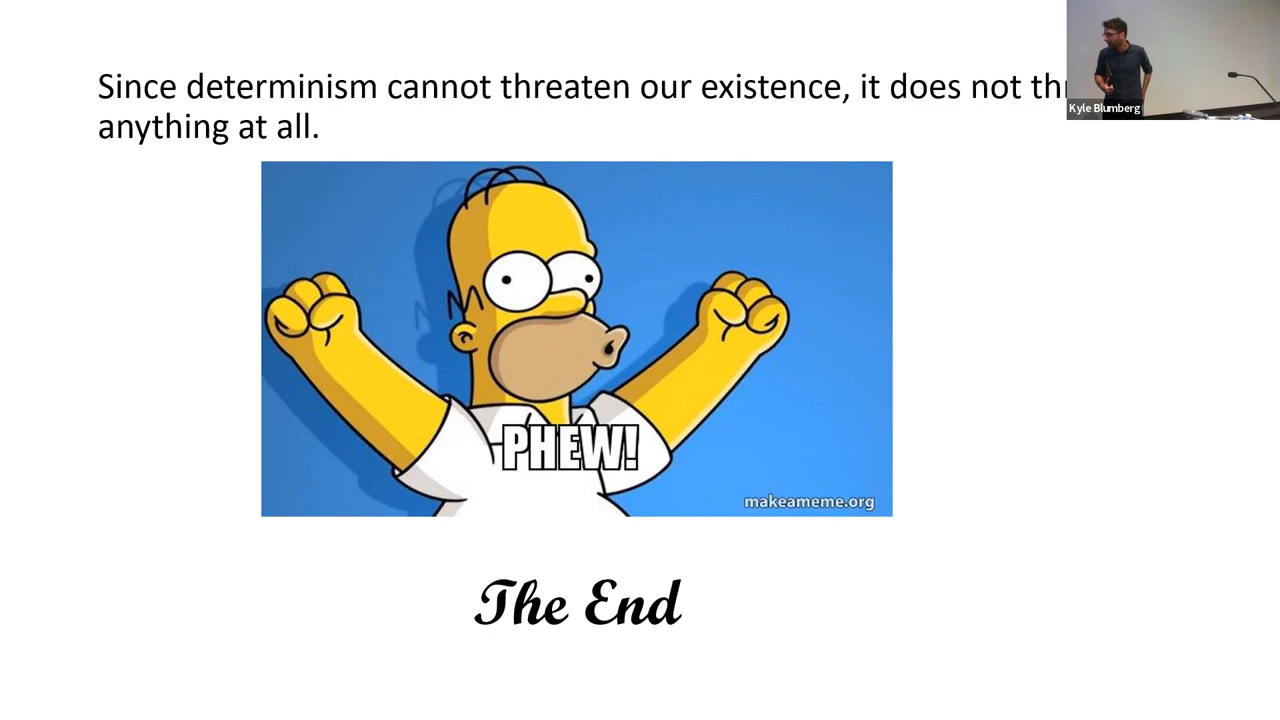 Since determinism cannot threaten our existence, it does not
anything at all.
Kyle Blumberg
PHEW!
makeameme.org
The End